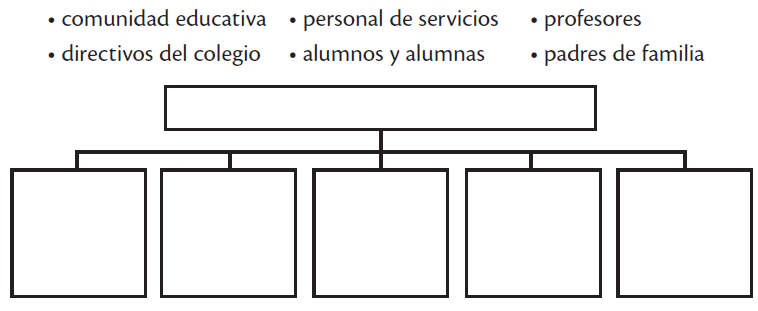 • comunidad educativa • personal de servicios • profesores
• directivos del colegio • alumnos y alumnas • padres de familia